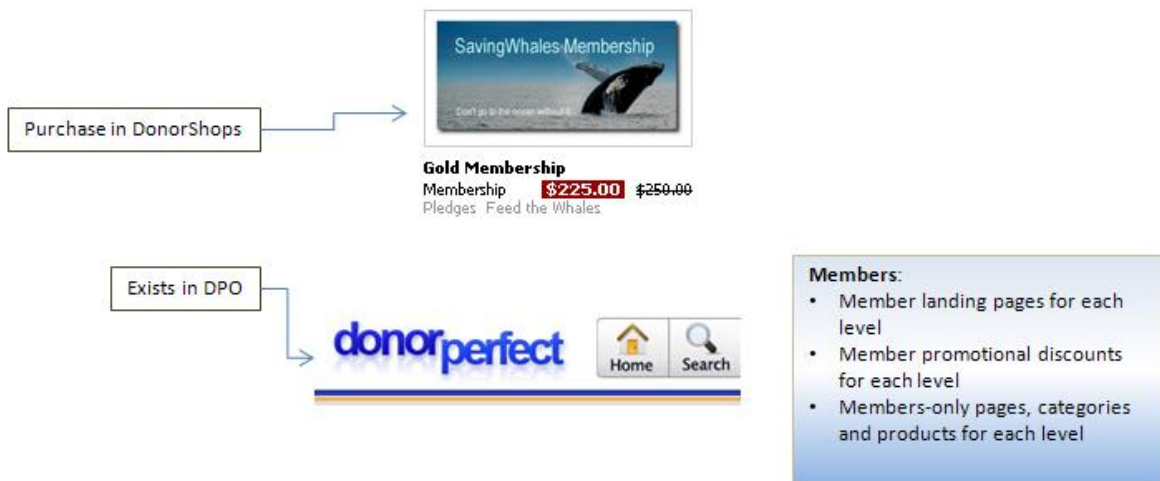 SavingWhales Membership
Don't go to the ocean without it
Purchase in DonorShops
Gold Membership
Membership $225.00 $250.00
Pledges Feed the Whales
Exists in DPO
donorperfect
Home
Search
Members:
• Member landing pages for each
level
• Member promotional discounts
for each level
• Members-only pages, categories
and products for each level